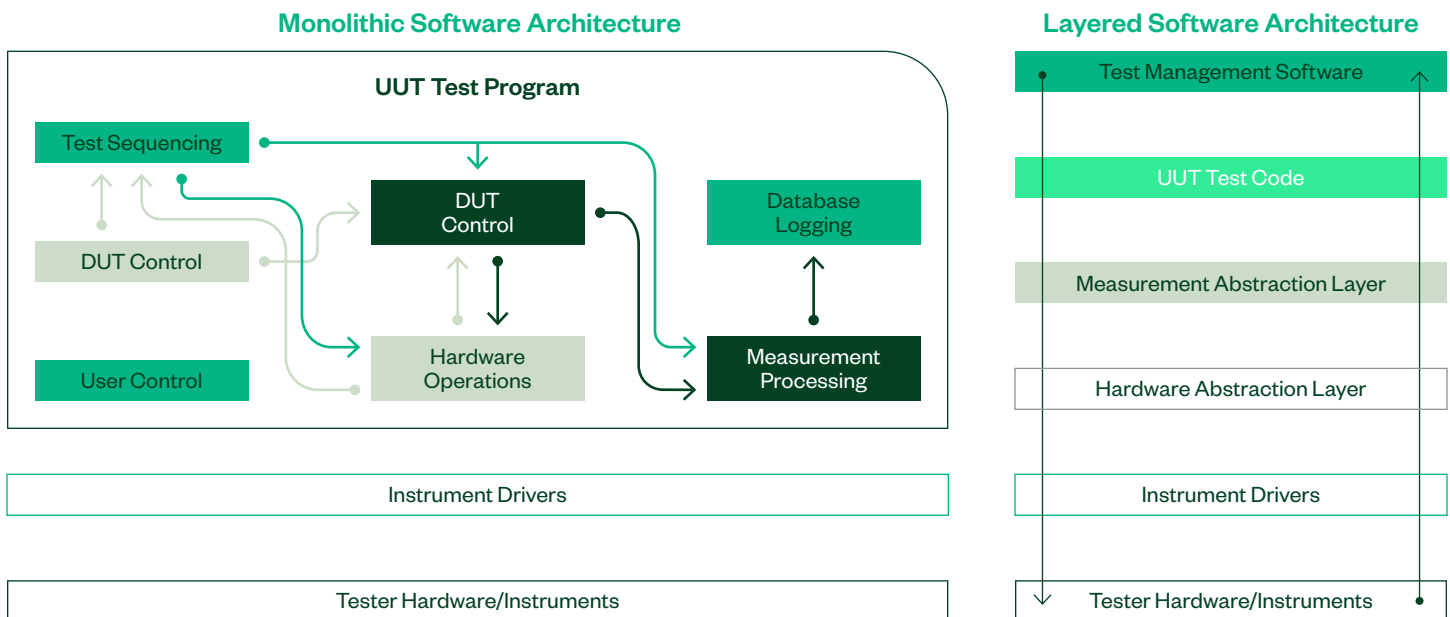 Monolithic Software Architecture
UUT Test Program
Test Sequencing
DUT
Control
Database
Logging
DUT Control
User Control
Hardware
Operations
Measurement
Processing
Instrument Drivers
Tester Hardware/Instruments
Layered Software Architecture
Test Management Software
UUT Test Code
Measurement Abstraction Layer
Hardware Abstraction Layer
Instrument Drivers
Tester Hardware/Instruments